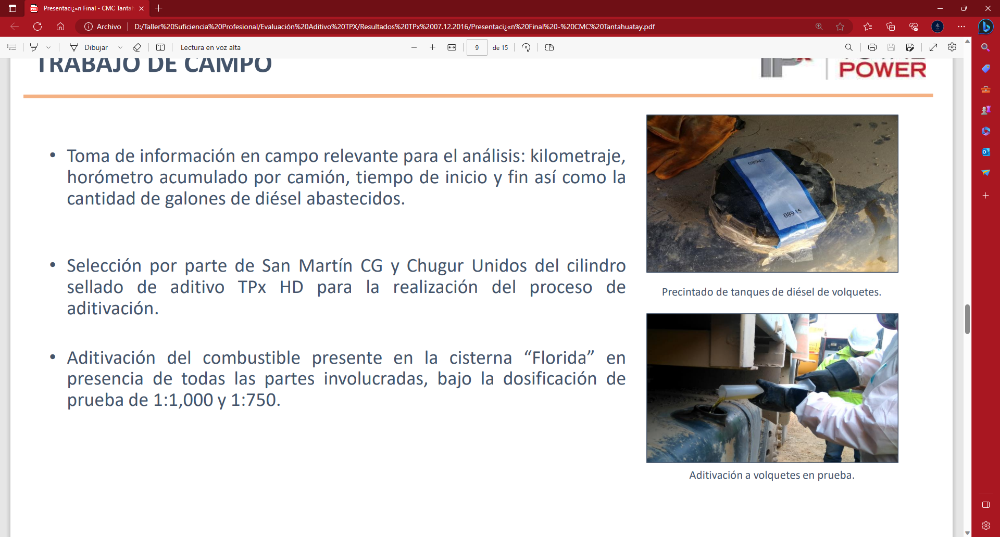 Presentaci¿«n Final - CMC Tantah
Archivo
D:/Taller%20Suficiencia%20Profesional/Evaluación%20Aditivo%20TPX/Resultados%20TPx%2007.12.2016/Presentaci¿«n%20Final%20-%20CMC%20Tantahuatay.pdf
Dibujar
Lectura en voz alta
9
de 15
TRABAJO DE CAMPO
TPx
TOTAL
POWER
• Toma de información en campo relevante para el análisis: kilometraje,
horómetro acumulado por camión, tiempo de inicio y fin así como la
cantidad de galones de diésel abastecidos.
• Selección por parte de San Martín CG y Chugur Unidos del cilindro
sellado de aditivo TPx HD para la realización del proceso de
aditivación.
• Aditivación del combustible presente en la cisterna “Florida” en
presencia de todas las partes involucradas, bajo la dosificación de
prueba de 1:1,000 y 1:750.
08945
08945
Precintado de tanques de diésel de volquetes.
Aditivación a volquetes en prueba.